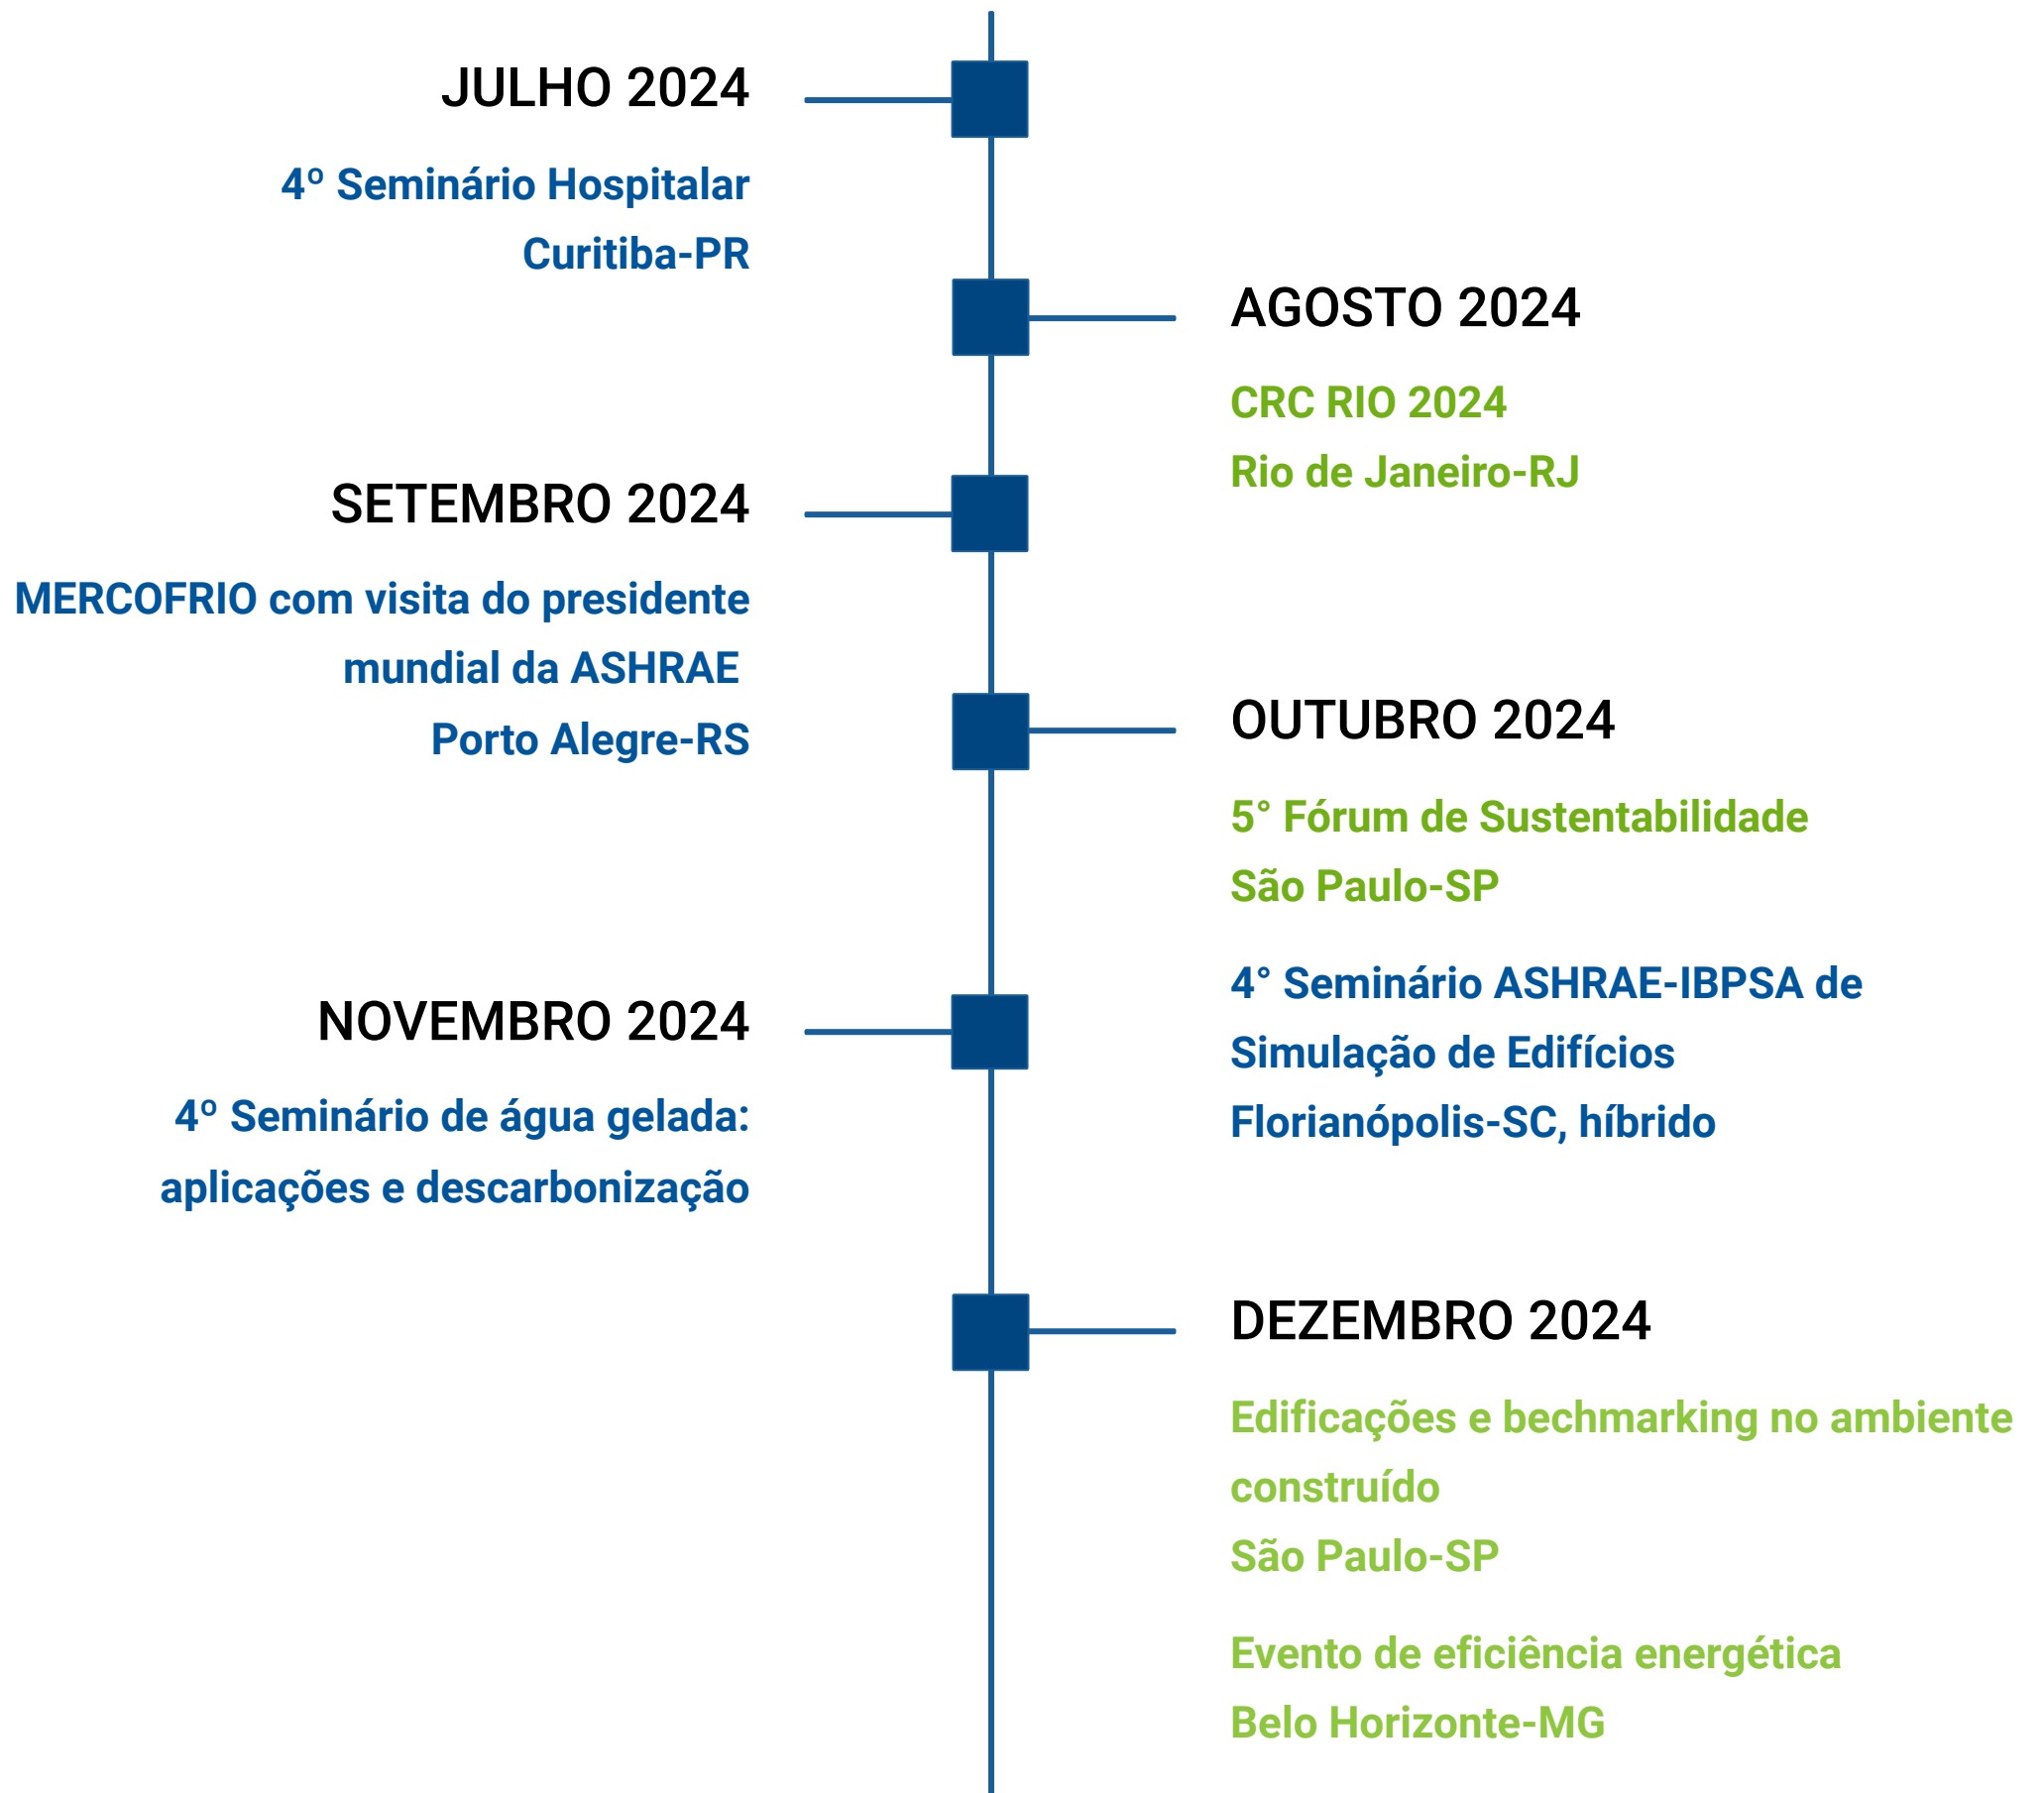 JULHO 2024
4º Seminário Hospitalar
Curitiba-PR
AGOSTO 2024
CRC RIO 2024
Rio de Janeiro-RJ
SETEMBRO 2024
MERCOFRIO com visita do presidente
mundial da ASHRAE
Porto Alegre-RS
OUTUBRO 2024
5° Fórum de Sustentabilidade
São Paulo-SP
4° Seminário ASHRAE-IBPSA de
Simulação de Edifícios
Florianópolis-SC, híbrido
NOVEMBRO 2024
4º Seminário de água gelada:
aplicações e descarbonização
DEZEMBRO 2024
Edificações e bechmarking no ambiente
construído
São Paulo-SP
Evento de eficiência energética
Belo Horizonte-MG